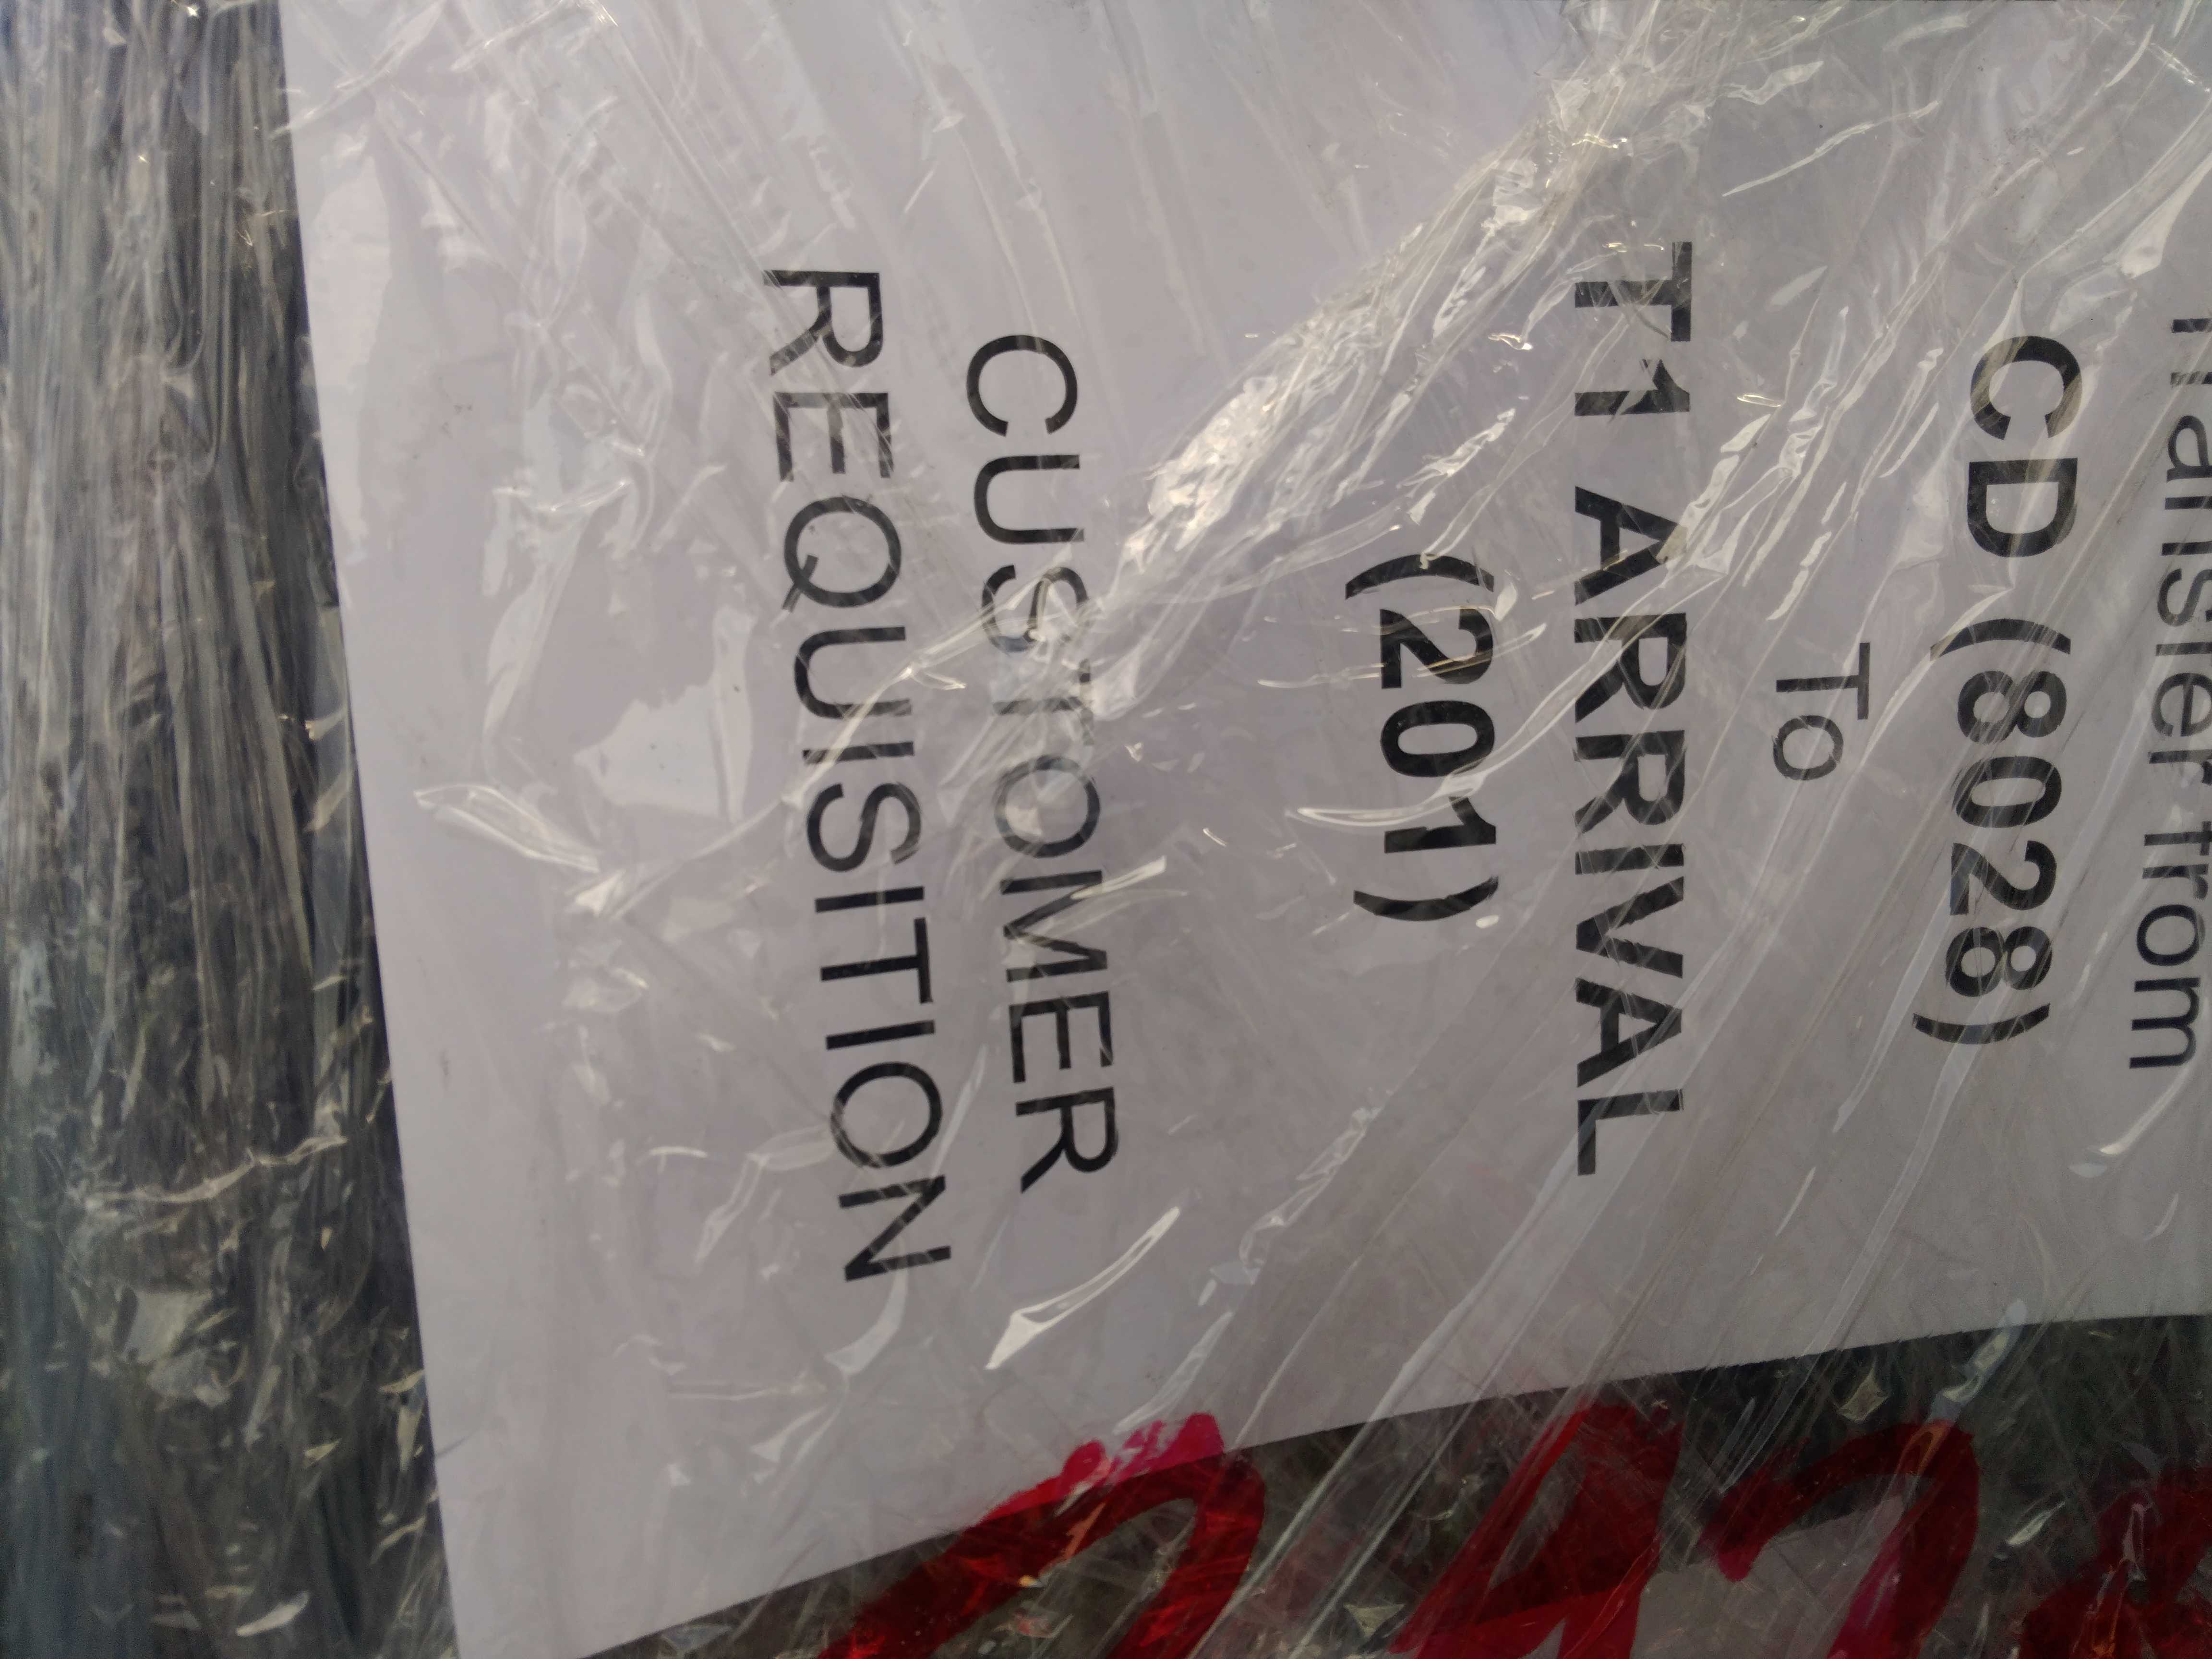 Transfer from
CD (8028)
To
T1 ARRIVAL
(201)
CUSTOMER
REQUISITION